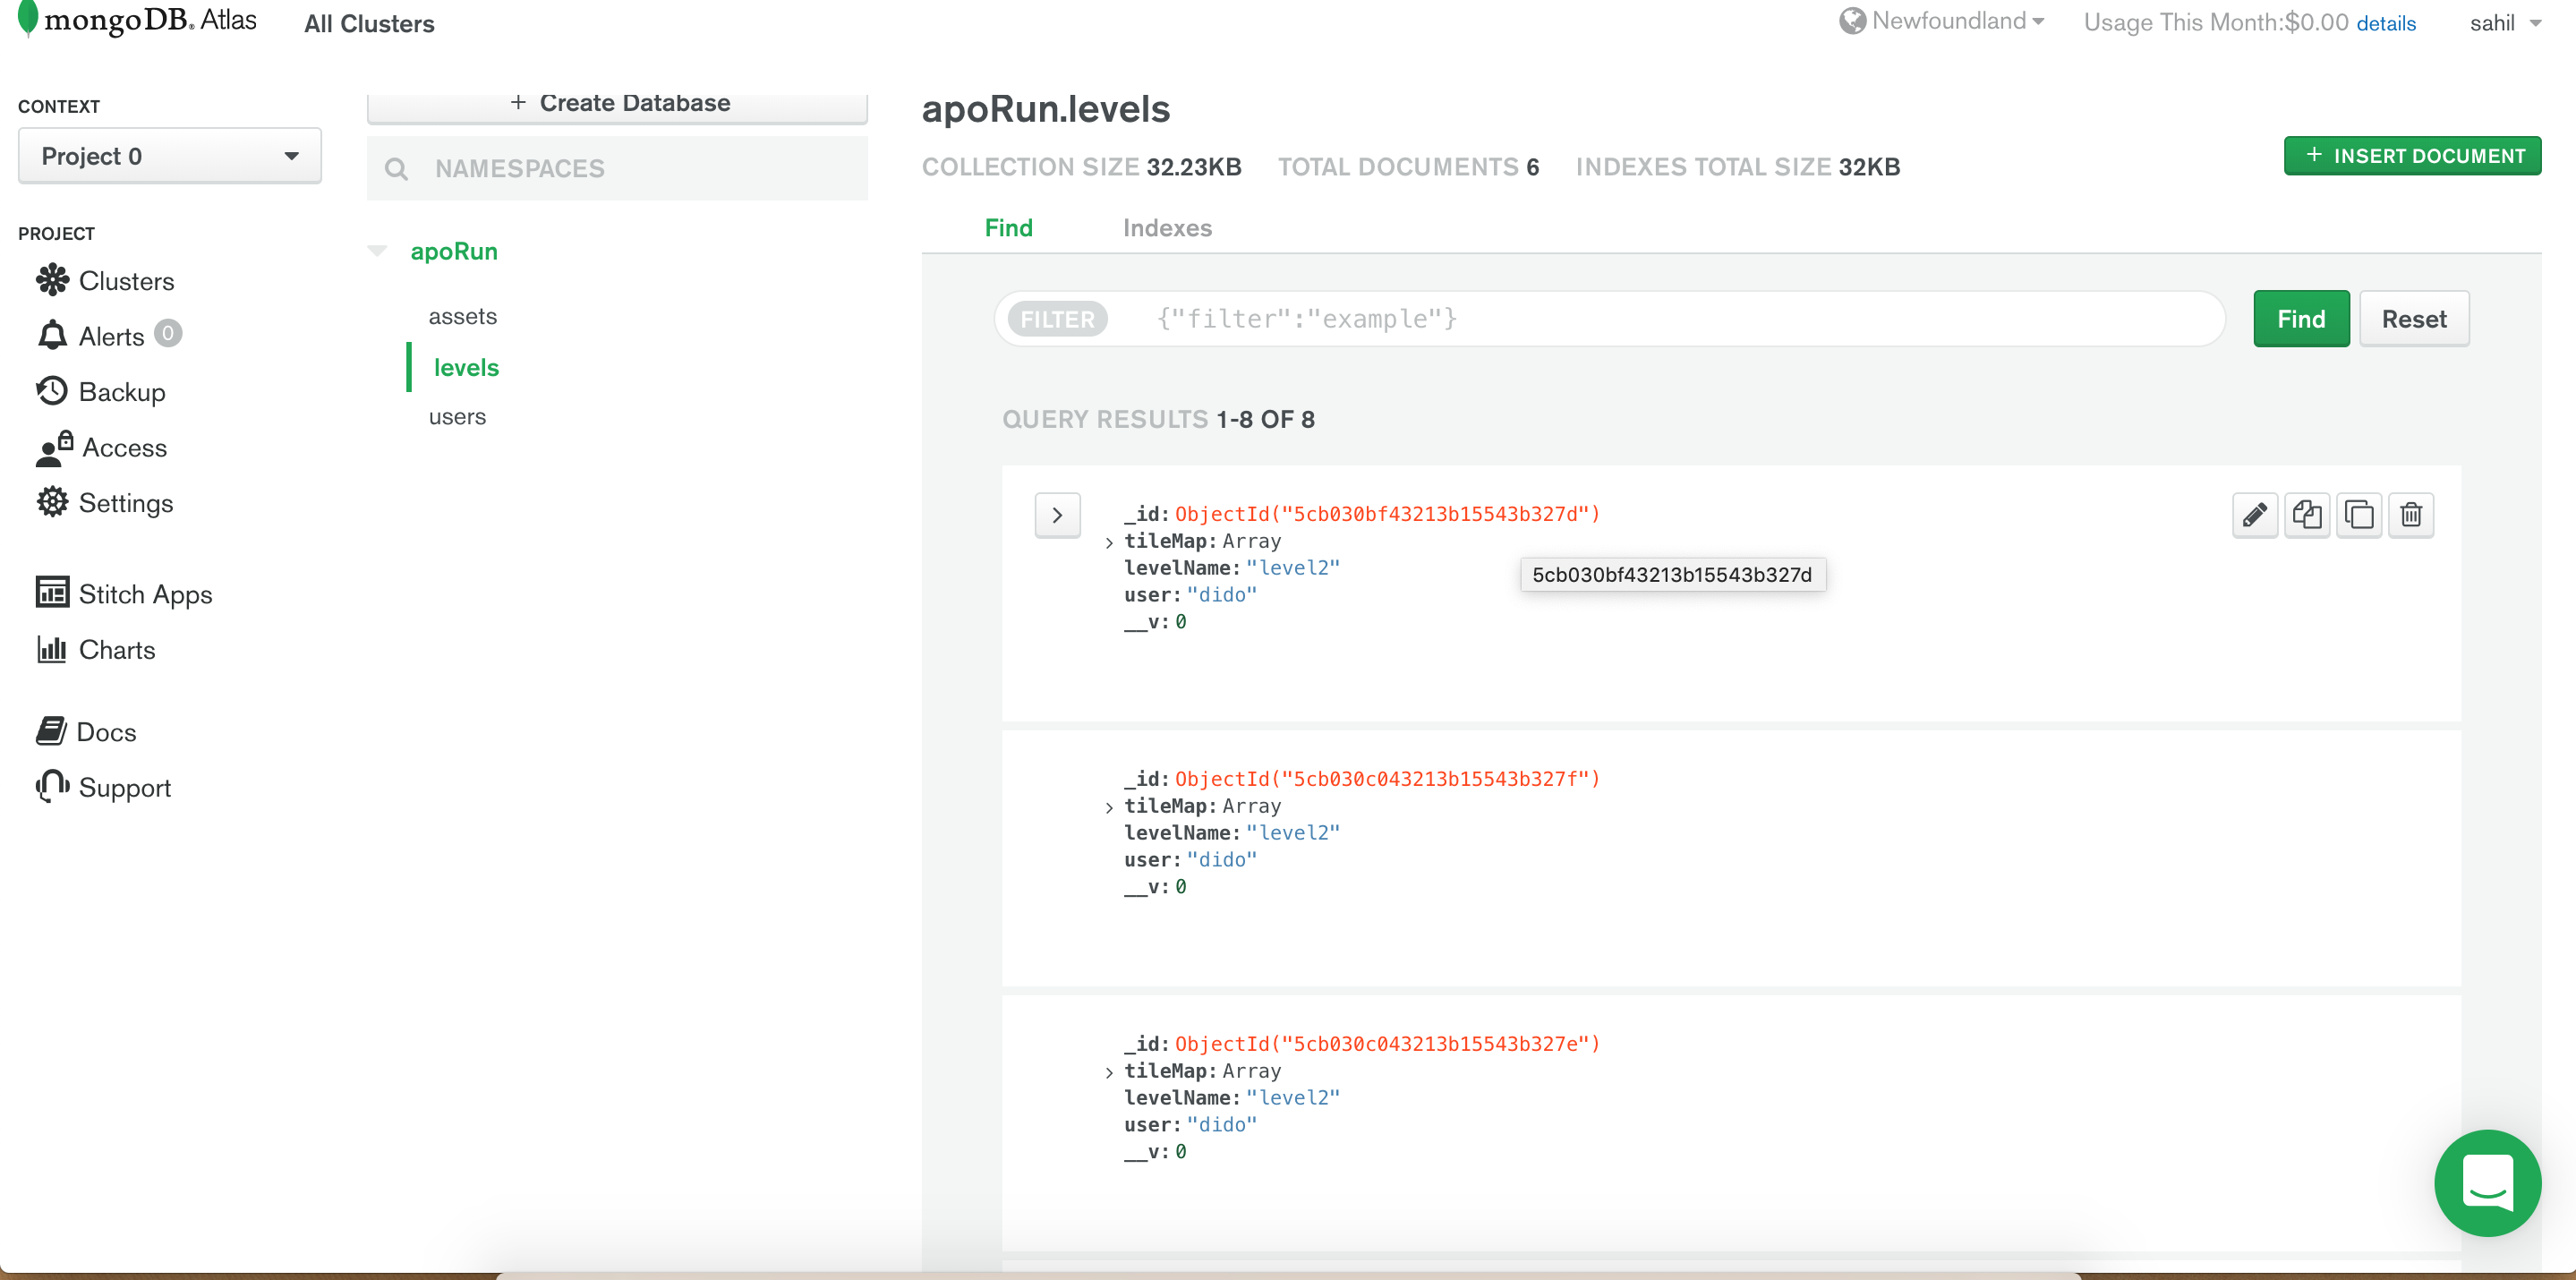 mongoDB. Atlas
All Clusters
Newfoundland
Usage This Month:$0.00 details
sahil
CONTEXT
Project 0
PROJECT
Clusters
Alerts 0
Backup
Access
Settings
Stitch Apps
Charts
Docs
Support
+ Create Database
NAMESPACES
apoRun
assets
levels
users
apoRun.levels
COLLECTION SIZE 32.23KB TOTAL DOCUMENTS 6 INDEXES TOTAL SIZE 32KB
+ INSERT DOCUMENT
Find Indexes
FILTER {"filter":"example"}
Find Reset
QUERY RESULTS 1-8 OF 8
_id: ObjectId("5cb030bf43213b15543b327d")
> tileMap: Array
levelName: "level2"
5cb030bf43213b15543b327d
user: "dido"
__v: 0
_id: ObjectId("5cb030c043213b15543b327f")
> tileMap: Array
levelName: "level2"
user: "dido"
__v: 0
_id: ObjectId("5cb030c043213b15543b327e")
> tileMap: Array
levelName: "level2"
user: "dido"
__v: 0